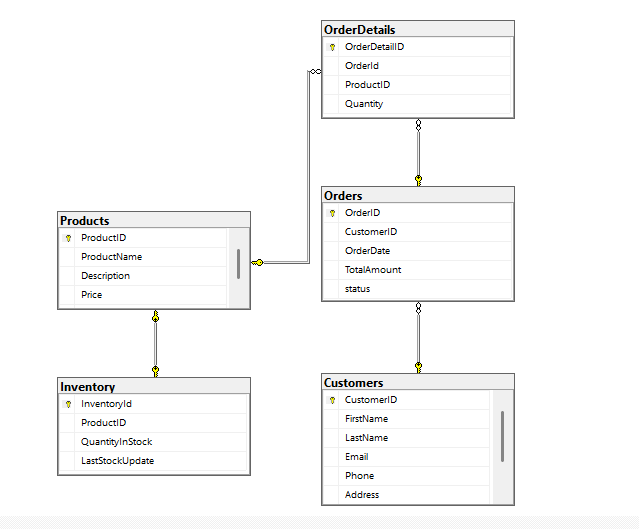 OrderDetails
OrderDetailID
OrderId
ProductID
Quantity
Orders
OrderID
CustomerID
OrderDate
TotalAmount
status
Products
ProductID
ProductName
Description
Price
Inventory
InventoryId
ProductID
QuantityInStock
LastStockUpdate
Customers
CustomerID
FirstName
LastName
Email
Phone
Address